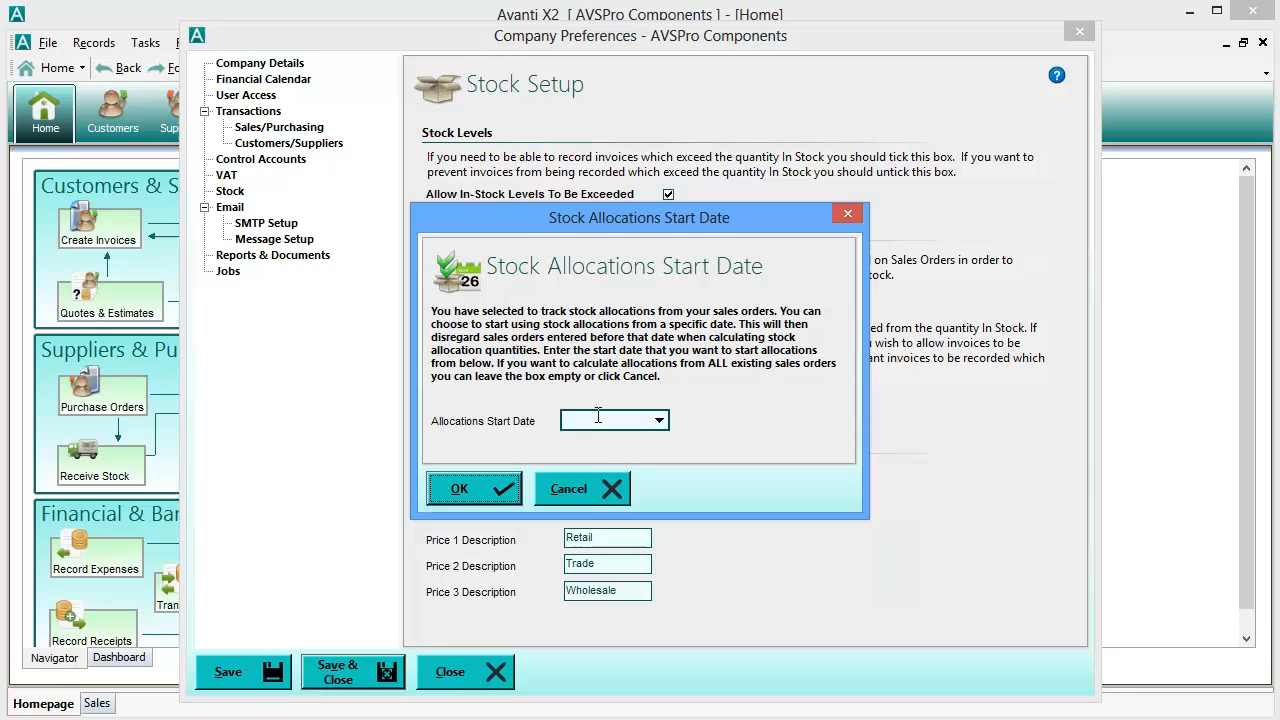 Avanti X2 [ AVSPro Components ] - [Home]
Company Preferences - AVSPro Components
File
Records
Tasks
Home
Back
Home
Customers
Customers & S
Create Invoices
Quotes & Estimates
Suppliers & Pu
Purchase Orders
Receive Stock
Financial & Ba
Record Expenses
Record Receipts
Navigator
Dashboard
Homepage
Sales
Company Details
Financial Calendar
User Access
Transactions
Sales/Purchasing
Customers/Suppliers
Control Accounts
VAT
Stock
Email
SMTP Setup
Message Setup
Reports & Documents
Jobs
Stock Setup
?
Stock Levels
If you need to be able to record invoices which exceed the quantity In Stock you should tick this box. If you want to
prevent invoices from being recorded which exceed the quantity In Stock you should untick this box.
Allow In-Stock Levels To Be Exceeded
on Sales Orders in order to
ock.
ed from the quantity In Stock. If
wish to allow invoices to be
ant invoices to be recorded which
Stock Allocations Start Date
26
Stock Allocations Start Date
You have selected to track stock allocations from your sales orders. You can
choose to start using stock allocations from a specific date. This will then
disregard sales orders entered before that date when calculating stock
allocation quantities. Enter the start date that you want to start allocations
from below. If you want to calculate allocations from ALL existing sales orders
you can leave the box empty or click Cancel.
Allocations Start Date
OK
Cancel
Price 1 Description
Retail
Price 2 Description
Trade
Price 3 Description
Wholesale
Save
Save &
Close
Close